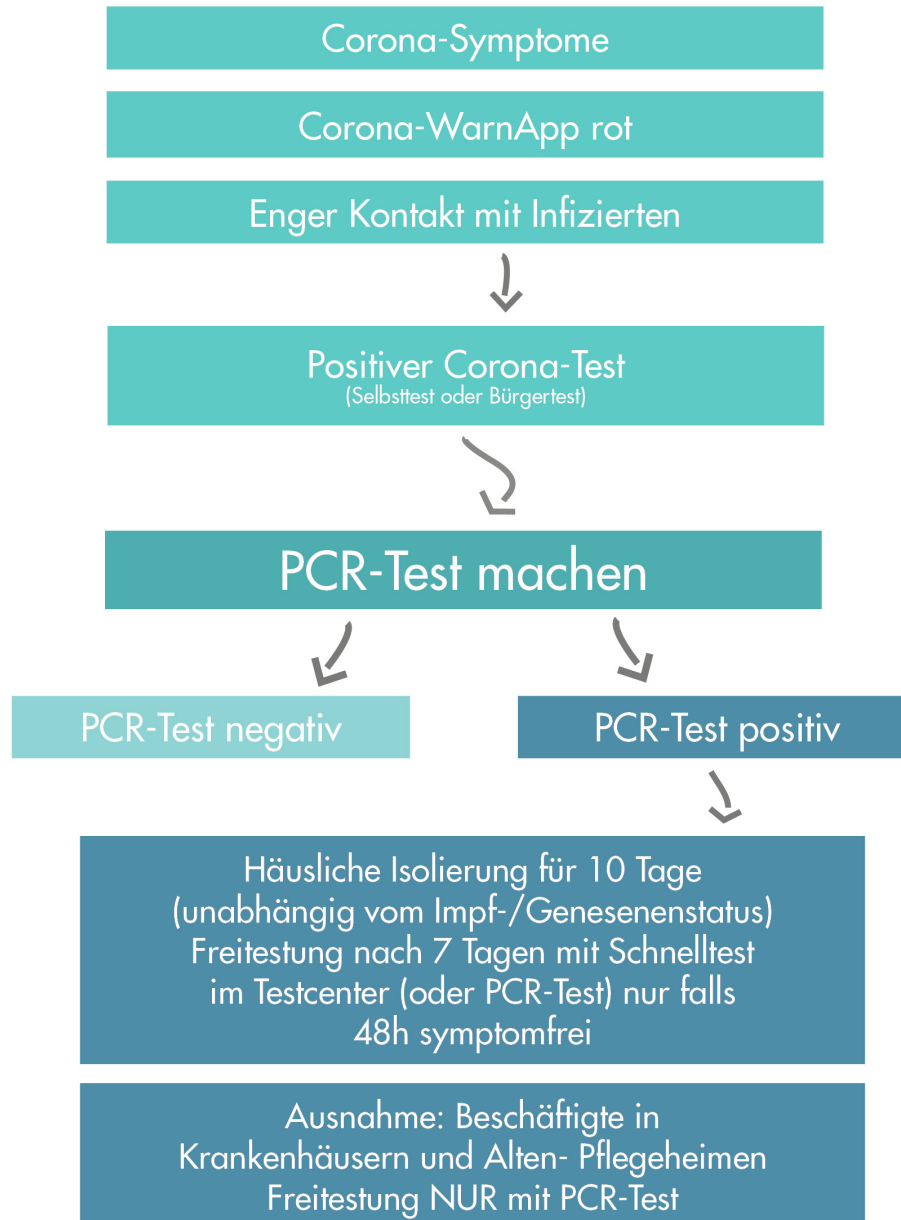 Corona-Symptome
Corona-WarnApp rot
Enger Kontakt mit Infizierten
Positiver Corona-Test
(Selbsttest oder Bürgertest)
PCR-Test machen
PCR-Test negativ
PCR-Test positiv
Häusliche Isolierung für 10 Tage
(unabhängig vom Impf-/Genesenenstatus)
Freitestung nach 7 Tagen mit Schnelltest
im Testcenter (oder PCR-Test) nur falls
48h symptomfrei
Ausnahme: Beschäftigte in
Krankenhäusern und Alten- Pflegeheimen
Freitestung NUR mit PCR-Test